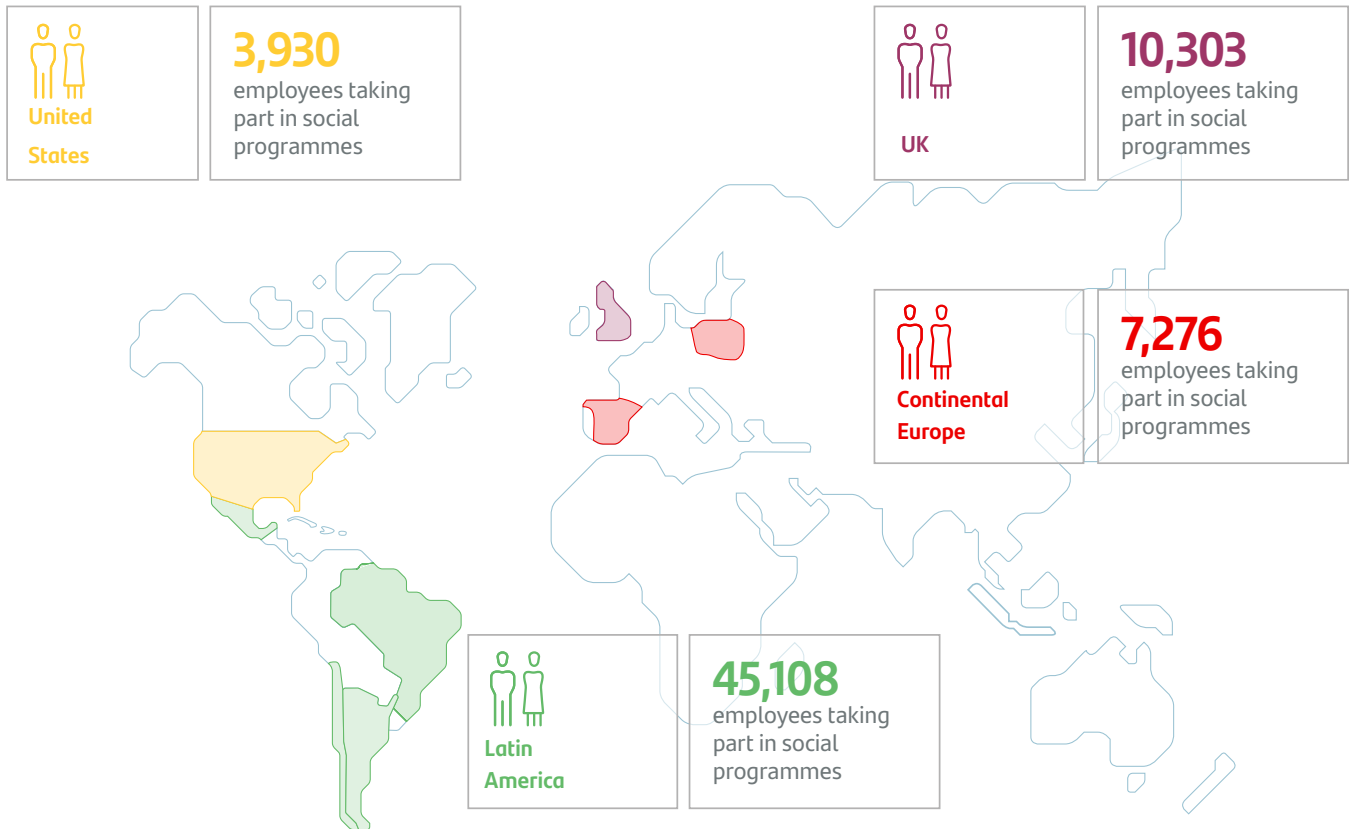 United
States
3,930
employees taking
part in social
programmes
UK
10,303
employees taking
part in social
programmes
Continental
Europe
7,276
employees taking
part in social
programmes
Latin
America
45,108
employees taking
part in social
programmes